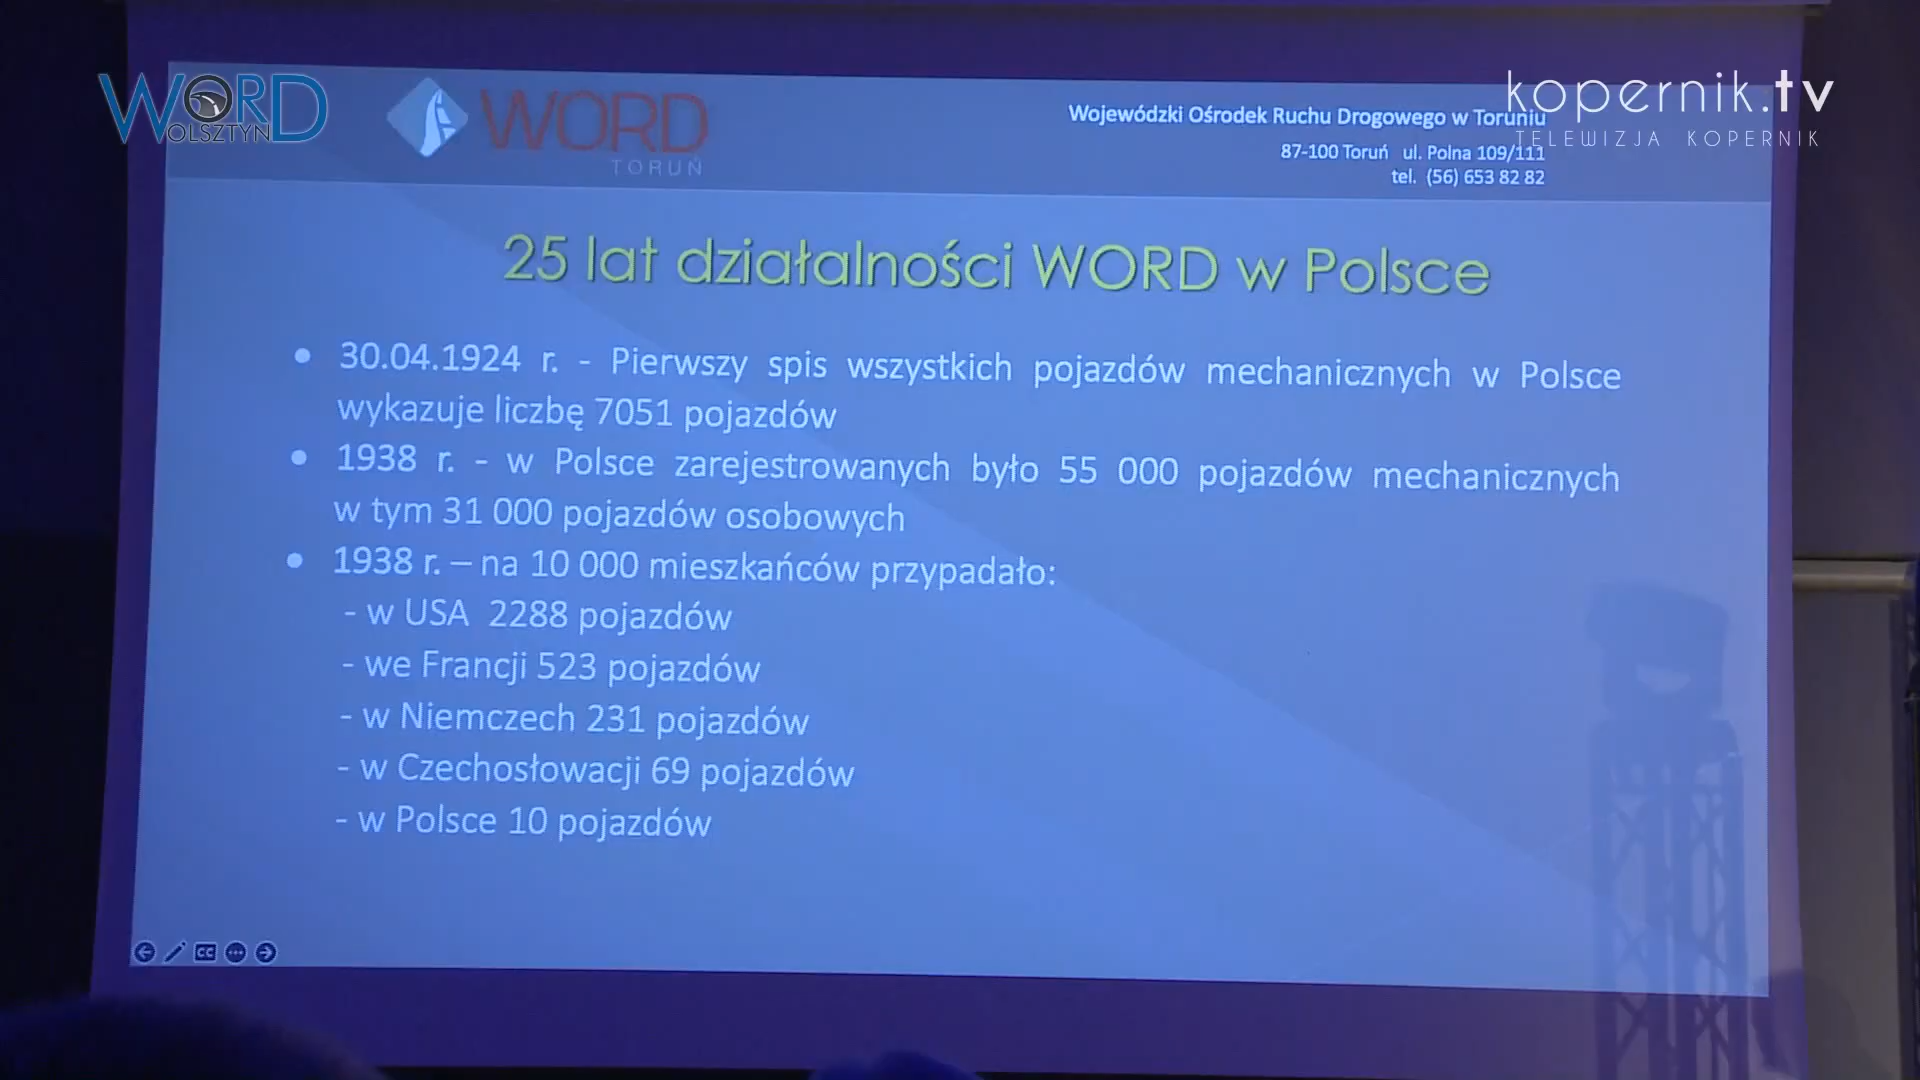 WORD
OLSZTYN
WORD
TORUŃ
Wojewódzki Ośrodek Ruchu Drogowego w Toruniu
87-100 Toruń ul. Polna 109/111
tel. (56) 653 82 82
kopernik.tv
TELEWIZJA KOPERNIK
25 lat działalności WORD w Polsce
• 30.04.1924 r. - Pierwszy spis wszystkich pojazdów mechanicznych w Polsce
wykazuje liczbę 7051 pojazdów
• 1938 r. - w Polsce zarejestrowanych było 55 000 pojazdów mechanicznych
w tym 31 000 pojazdów osobowych
• 1938 r. – na 10 000 mieszkańców przypadało:
- w USA 2288 pojazdów
- we Francji 523 pojazdów
- w Niemczech 231 pojazdów
- w Czechosłowacji 69 pojazdów
- w Polsce 10 pojazdów
CC